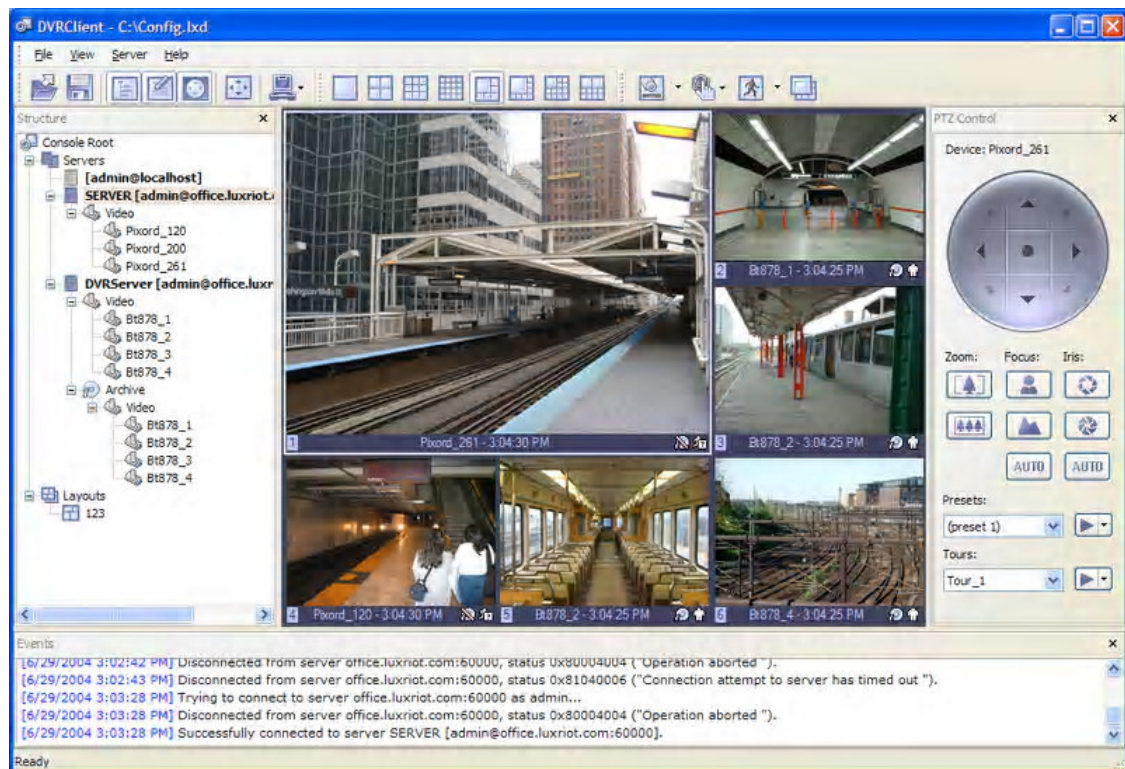 DVRClient - C:\Config.lxd
File View Server Help
Structure
Console Root
Servers
[admin@localhost]
SERVER [admin@office.luxriot.c
Video
Pixord_120
Pixord_200
Pixord_261
DVRServer [admin@office.luxr
Video
Bt878_1
Bt878_2
Bt878_3
Bt878_4
Archive
Video
Bt878_1
Bt878_2
Bt878_3
Bt878_4
Layouts
123
1 Pixord_261 - 3:04:30 PM
2 Bt878_1 - 3:04:25 PM
3 Bt878_2 - 3:04:25 PM
4 Pixord_120 - 3:04:30 PM
5 Bt878_2 - 3:04:25 PM
6 Bt878_4 - 3:04:25 PM
PTZ Control
Device: Pixord_261
Zoom: Focus: Iris:
AUTO AUTO
Presets:
(preset 1)
Tours:
Tour_1
Events
[6/29/2004 3:02:42 PM] Disconnected from server office.luxriot.com:60000, status 0x80004004 ("Operation aborted ").
[6/29/2004 3:02:43 PM] Disconnected from server office.luxriot.com:60000, status 0x81040006 ("Connection attempt to server has timed out ").
[6/29/2004 3:03:28 PM] Trying to connect to server office.luxriot.com:60000 as admin...
[6/29/2004 3:03:28 PM] Disconnected from server office.luxriot.com:60000, status 0x80004004 ("Operation aborted ").
[6/29/2004 3:03:28 PM] Successfully connected to server SERVER [admin@office.luxriot.com:60000].
Ready